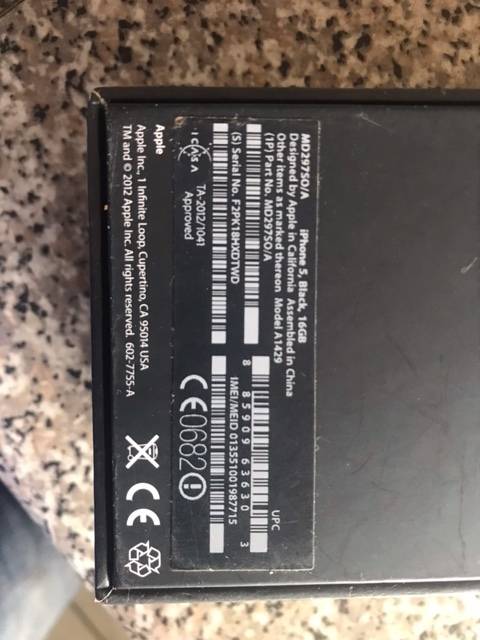 MD297SO/A iPhone 5, Black, 16GB
Designed by Apple in California Assembled in China
Other items as marked thereon Model A1429
(1P) Part No. MD297SO/A
UPC
8 85909 63630 3
(S) Serial No. F2PK18HXDTWD
IMEI/MEID 013551001987715
I C A S A
TA-2012/1041
Approved
CE0682
Apple
Apple Inc., 1 Infinite Loop, Cupertino, CA 95014 USA
TM and © 2012 Apple Inc. All rights reserved. 602-7755-A
CE